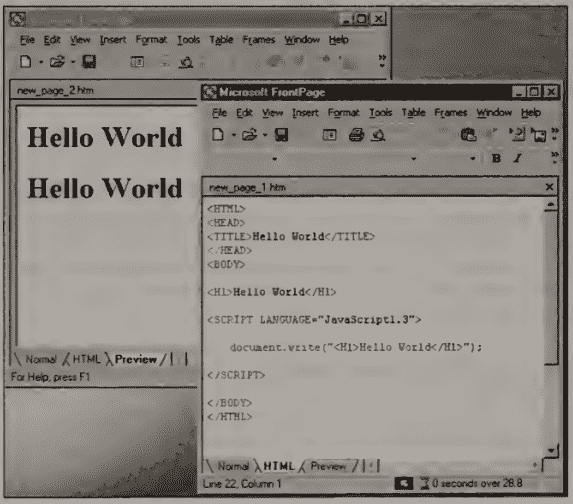 File Edit View Insert Format Tools Table Frames Window Help
new_page_2.htm
Hello World
Hello World
Normal HTML Preview
For Help, press F1
Microsoft FrontPage
File Edit View Insert Format Tools Table Frames Window Help
B I
new_page_1.htm
<HTML>
<HEAD>
<TITLE>Hello World</TITLE>
</HEAD>
<BODY>
<H1>Hello World</H1>
<SCRIPT LANGUAGE="JavaScript1.3">
document.write("<H1>Hello World</H1>");
</SCRIPT>
</BODY>
</HTML>
Normal HTML Preview
Line 22, Column 1
0 seconds over 28.8